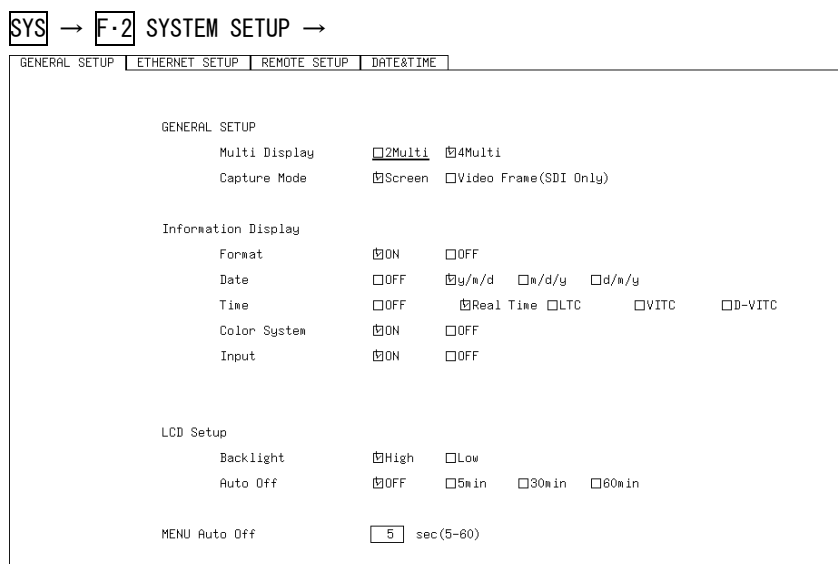 SYS → F・2 SYSTEM SETUP →
GENERAL SETUP ETHERNET SETUP REMOTE SETUP DATE&TIME
GENERAL SETUP
Multi Display ☐2Multi ☑4Multi
Capture Mode ☑Screen ☐Video Frame(SDI Only)
Information Display
Format ☑ON ☐OFF
Date ☐OFF ☑y/m/d ☐m/d/y ☐d/m/y
Time ☐OFF ☑Real Time ☐LTC ☐VITC ☐D-VITC
Color System ☑ON ☐OFF
Input ☑ON ☐OFF
LCD Setup
Backlight ☑High ☐Low
Auto Off ☑OFF ☐5min ☐30min ☐60min
MENU Auto Off 5 sec(5-60)